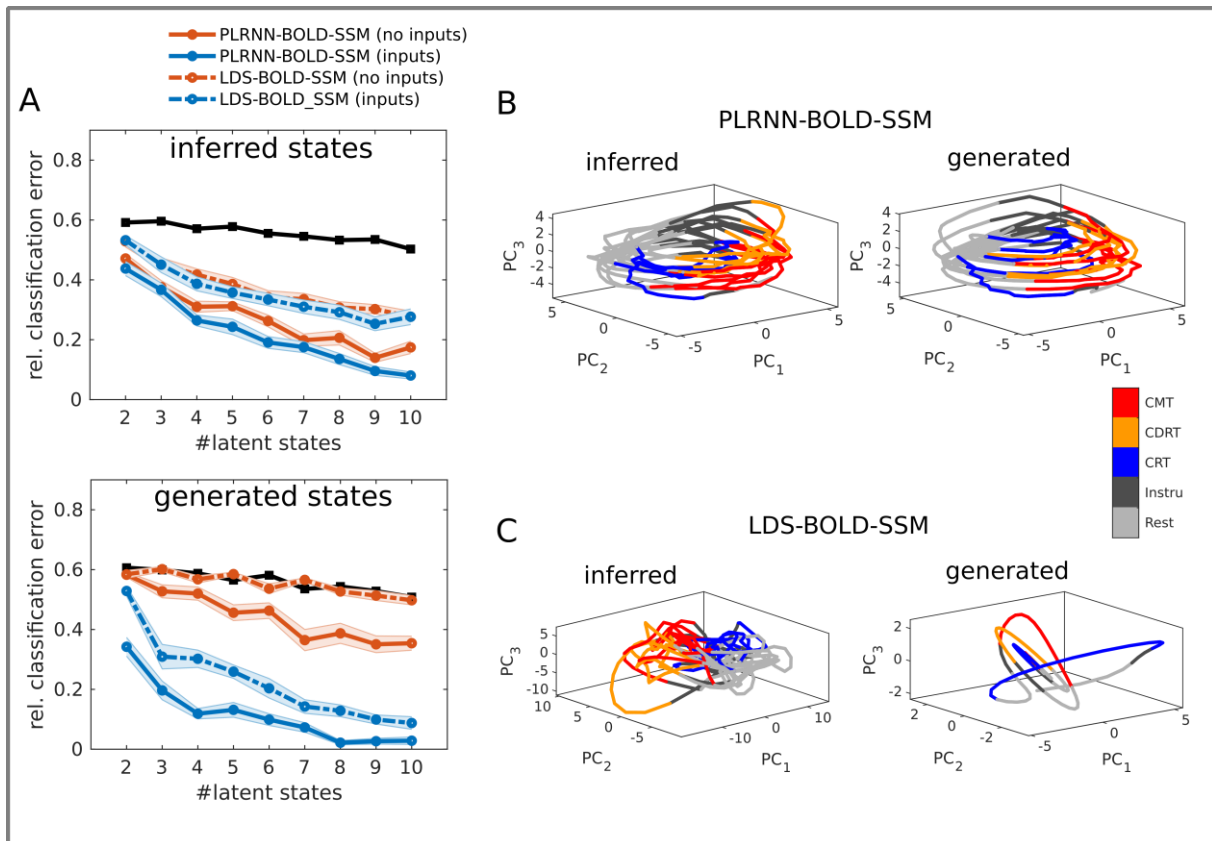 PLRNN-BOLD-SSM (no inputs)
PLRNN-BOLD-SSM (inputs)
LDS-BOLD-SSM (no inputs)
LDS-BOLD_SSM (inputs)
A
inferred states
rel. classification error
0.8
0.6
0.4
0.2
0
2 3 4 5 6 7 8 9 10
#latent states
generated states
rel. classification error
0.8
0.6
0.4
0.2
0
2 3 4 5 6 7 8 9 10
#latent states
B
PLRNN-BOLD-SSM
inferred
PC3
4
2
0
-2
-4
5
0
-5
PC2
-5
0
5
PC1
generated
PC3
4
2
0
-2
-4
5
0
-5
PC2
-5
0
5
PC1
CMT
CDRT
CRT
Instru
Rest
C
LDS-BOLD-SSM
inferred
PC3
5
0
-5
-10
10
5
0
-5
PC2
-10
0
10
PC1
generated
PC3
2
0
-2
2
0
-2
PC2
-5
0
5
PC1